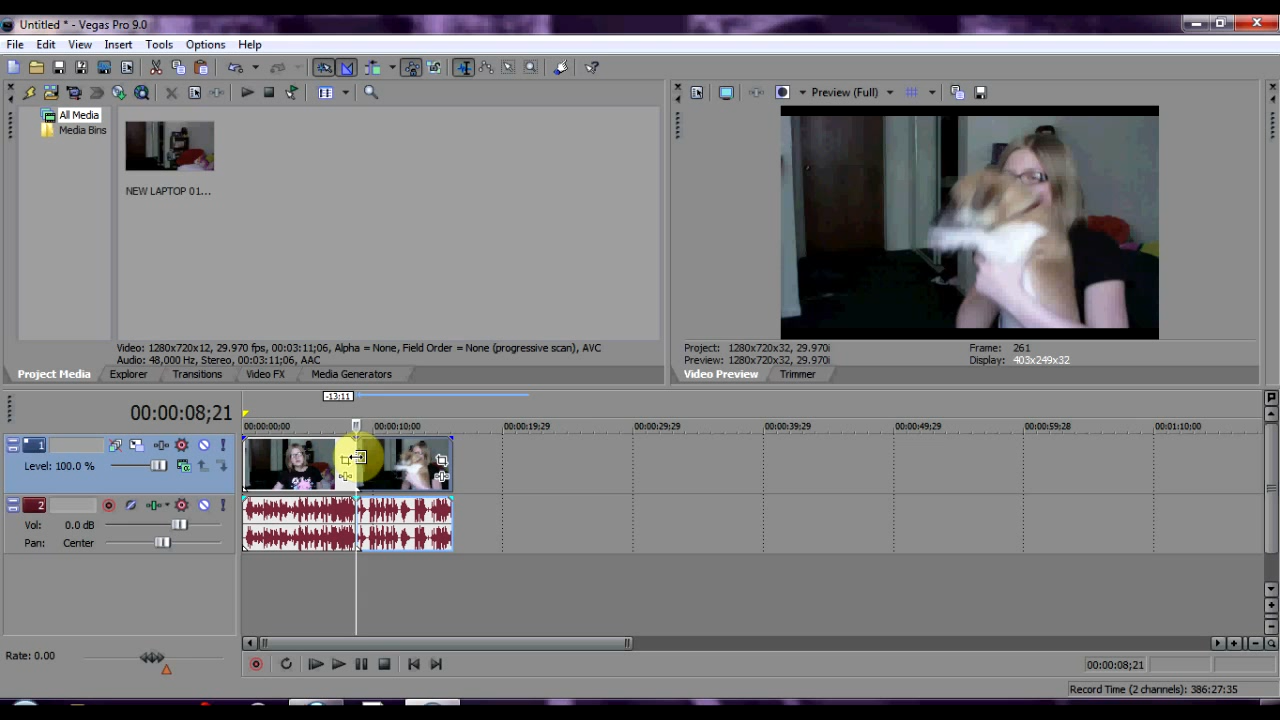 Untitled * - Vegas Pro 9.0
File Edit View Insert Tools Options Help
All Media
Media Bins
NEW LAPTOP 01...
Preview (Full)
Video: 1280x720x12, 29.970 fps, 00:03:11;06, Alpha = None, Field Order = None (progressive scan), AVC
Audio: 48,000 Hz, Stereo, 00:03:11;06, AAC
Project: 1280x720x32, 29.970i
Preview: 1280x720x32, 29.970i
Frame: 261
Display: 403x249x32
Project Media Explorer Transitions Video FX Media Generators
Video Preview Trimmer
-13:11
00:00:08;21
00:00:00;00 00:00:10;00 00:00:19;29 00:00:29;29 00:00:39;29 00:00:49;29 00:00:59;28 00:01:10;00
1
Level: 100.0 %
2
Vol: 0.0 dB
Pan: Center
Rate: 0.00
00:00:08;21
Record Time (2 channels): 386:27:35